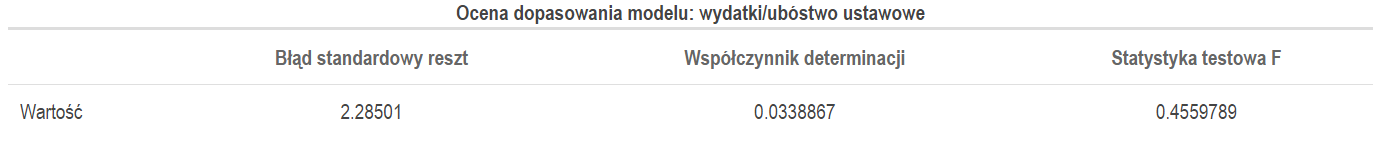 Ocena dopasowania modelu: wydatki/ubóstwo ustawowe
Błąd standardowy reszt Współczynnik determinacji Statystyka testowa F
Wartość 2.28501 0.0338867 0.4559789